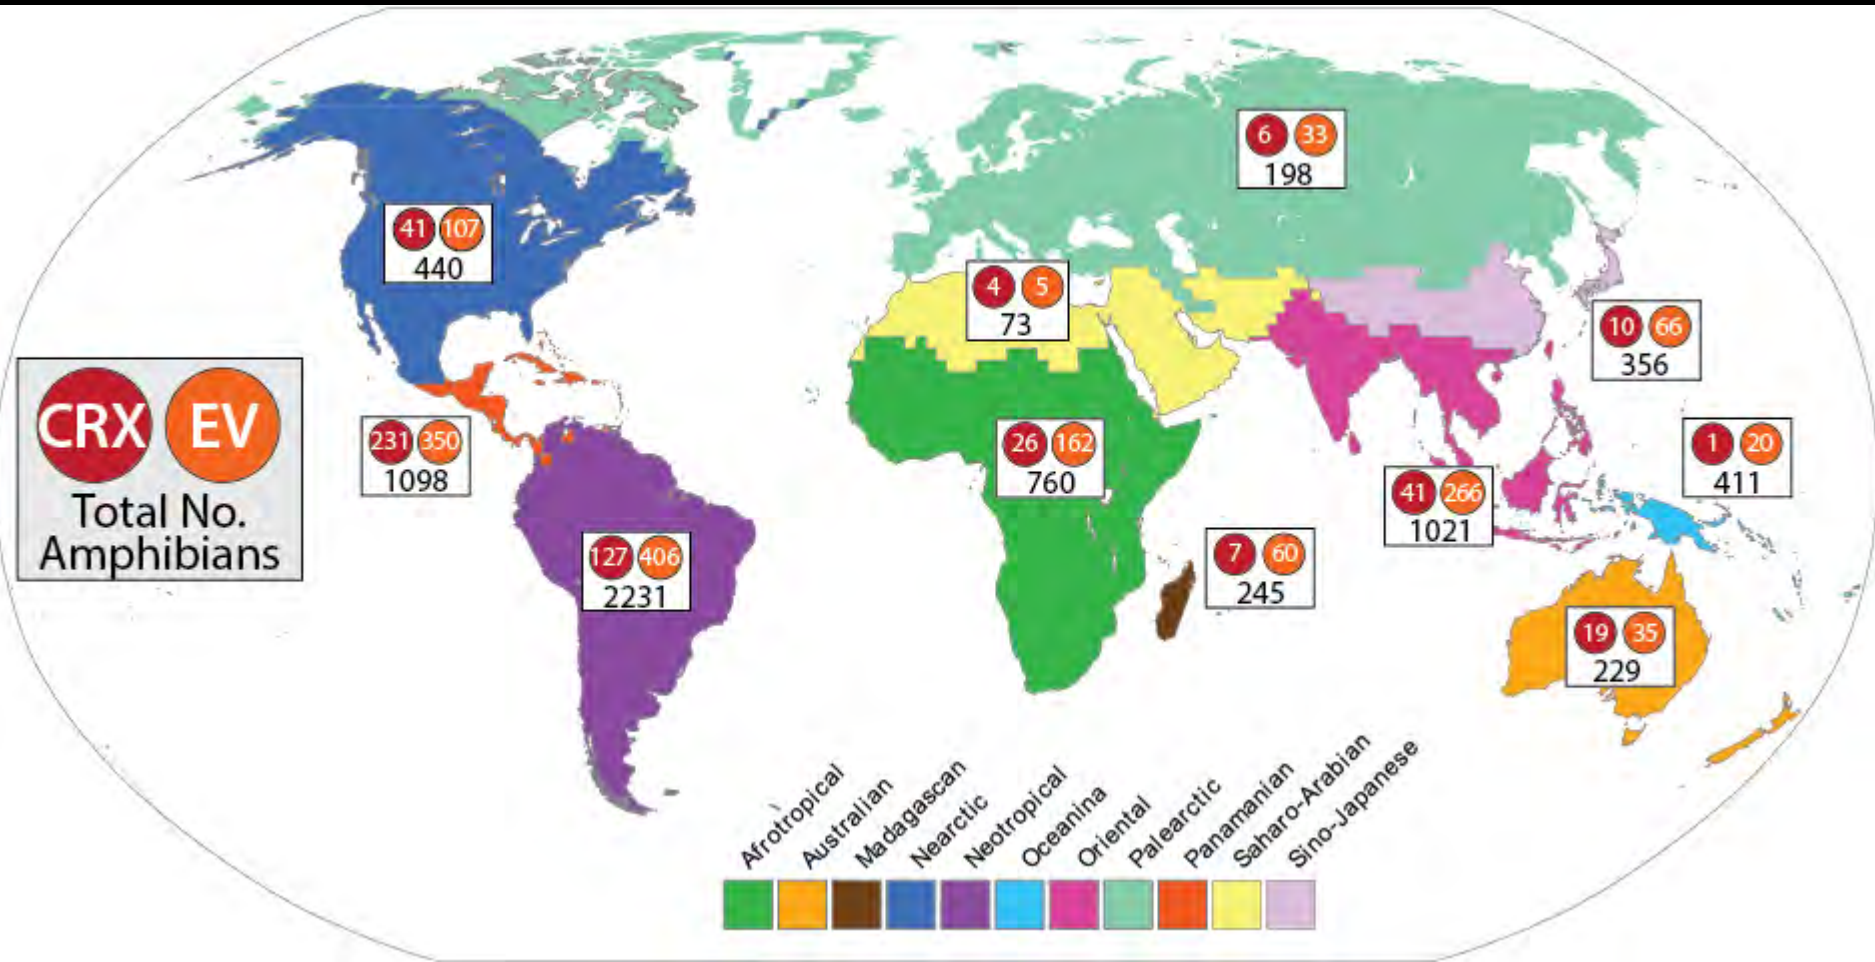 6 33
198
41 107
440
4 5
73
10 66
356
CRX EV
Total No.
Amphibians
231 350
1098
26 162
760
1 20
411
41 266
1021
127 406
2231
7 60
245
19 35
229
Afrotropical
Australian
Madagascan
Nearctic
Neotropical
Oceanina
Oriental
Palearctic
Panamanian
Saharo-Arabian
Sino-Japanese